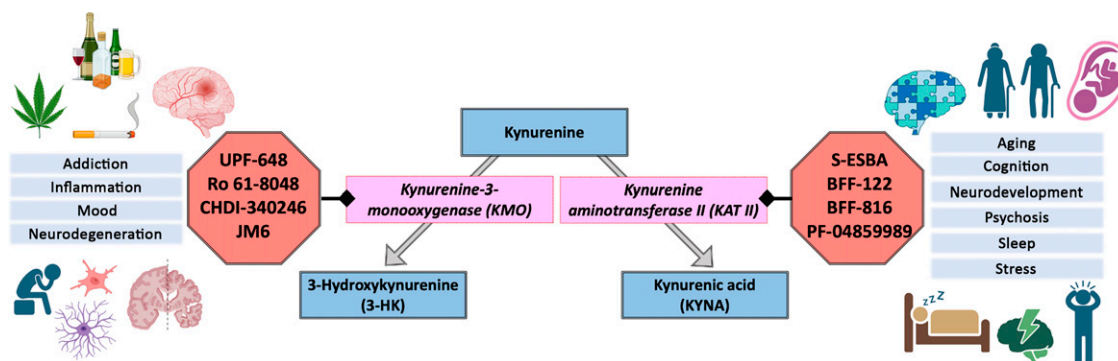 Addiction
Inflammation
Mood
Neurodegeneration
UPF-648
Ro 61-8048
CHDI-340246
JM6
Kynurenine
Kynurenine-3-
monooxygenase (KMO)
Kynurenine
aminotransferase II (KAT II)
3-Hydroxykynurenine
(3-HK)
Kynurenic acid
(KYNA)
S-ESBA
BFF-122
BFF-816
PF-04859989
Aging
Cognition
Neurodevelopment
Psychosis
Sleep
Stress
zzz